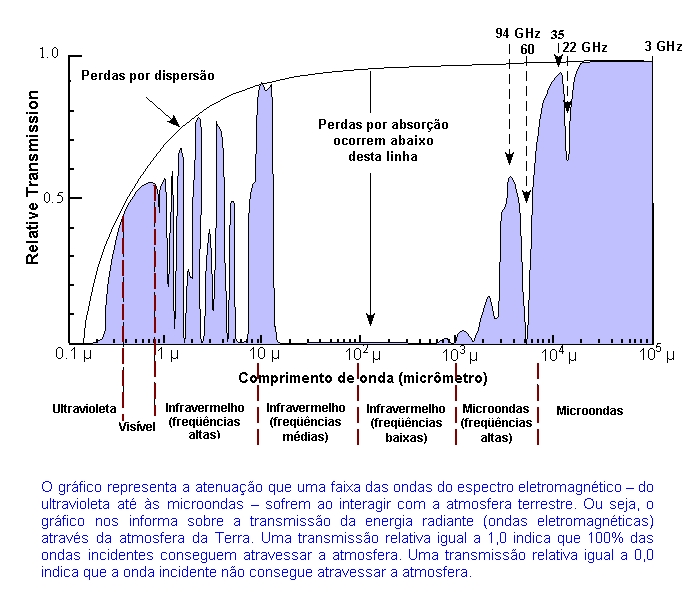 94 GHz 35
60 22 GHz 3 GHz
1.0
Perdas por dispersão
Perdas por absorção
ocorrem abaixo
desta linha
Relative Transmission
0.5
0.1 µ 1 µ 10 µ 10² µ 10³ µ 10⁴ µ 10⁵ µ
Comprimento de onda (micrômetro)
Ultravioleta
Visível
Infravermelho
(freqüências
altas)
Infravermelho
(freqüências
médias)
Infravermelho
(freqüências
baixas)
Microondas
(freqüências
altas)
Microondas
O gráfico representa a atenuação que uma faixa das ondas do espectro eletromagnético – do
ultravioleta até às microondas – sofrem ao interagir com a atmosfera terrestre. Ou seja, o
gráfico nos informa sobre a transmissão da energia radiante (ondas eletromagnéticas)
através da atmosfera da Terra. Uma transmissão relativa igual a 1,0 indica que 100% das
ondas incidentes conseguem atravessar a atmosfera. Uma transmissão relativa igual a 0,0
indica que a onda incidente não consegue atravessar a atmosfera.